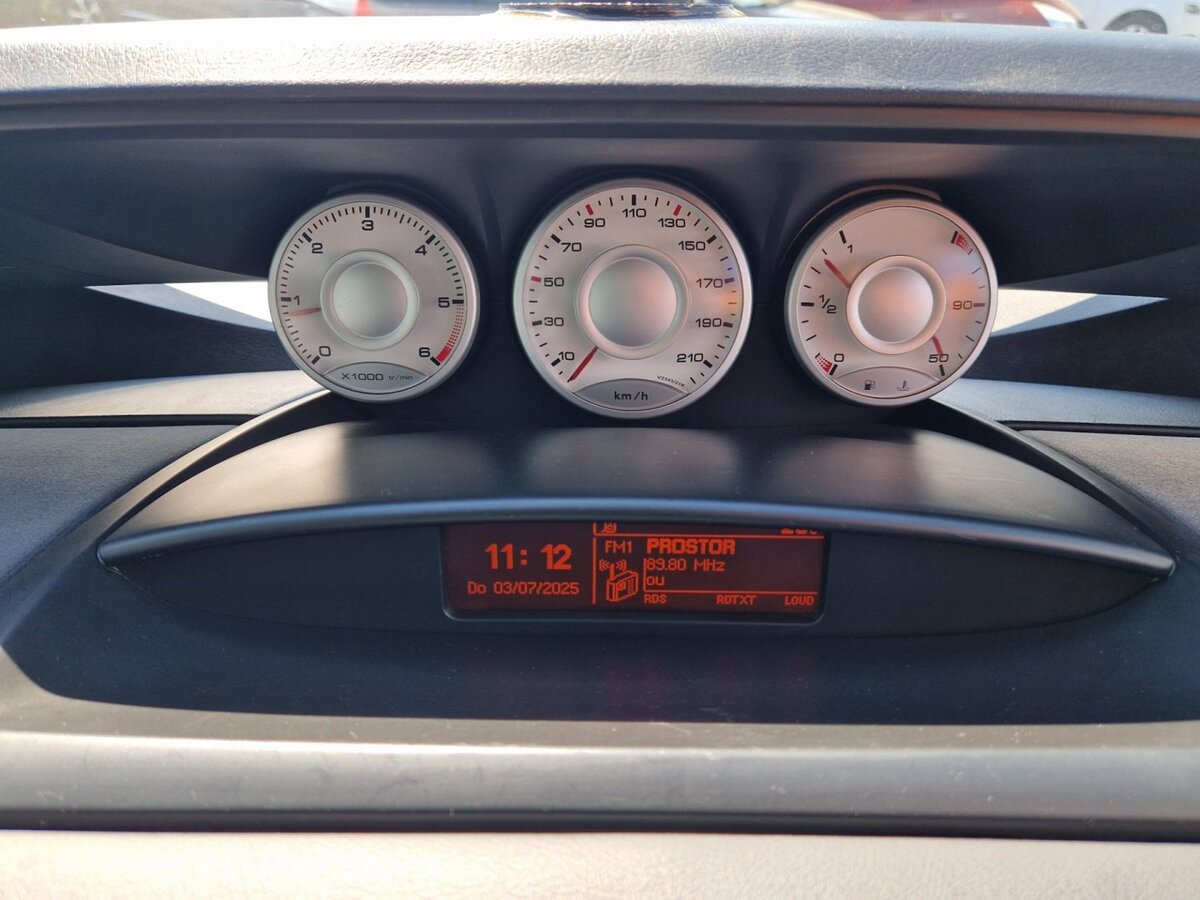 0 1 2 3 4 5 6
X1000 tr/min
10 30 50 70 90 110 130 150 170 190 210
km/h
0 1/2 1
50 90
11:12
Do 03/07/2025
FM1 PROSTOR
89.80 MHz
ou
RDS RDTXT LOUD